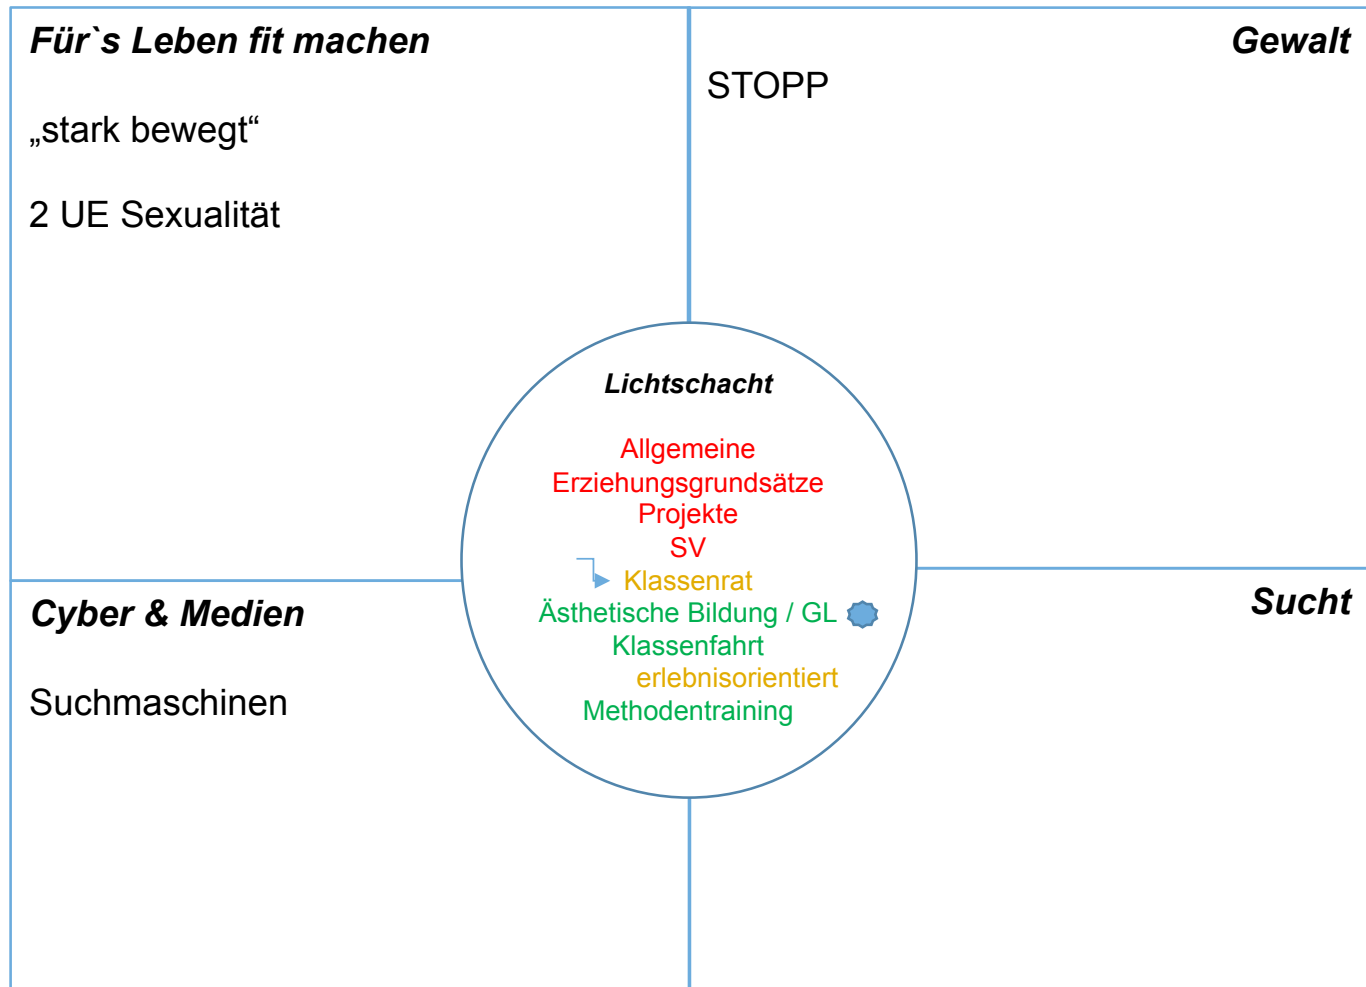 Für`s Leben fit machen
„stark bewegt“
2 UE Sexualität
Gewalt
STOPP
Lichtschacht
Allgemeine
Erziehungsgrundsätze
Projekte
SV
Klassenrat
Ästhetische Bildung / GL
Klassenfahrt
erlebnisorientiert
Methodentraining
Cyber & Medien
Suchmaschinen
Sucht